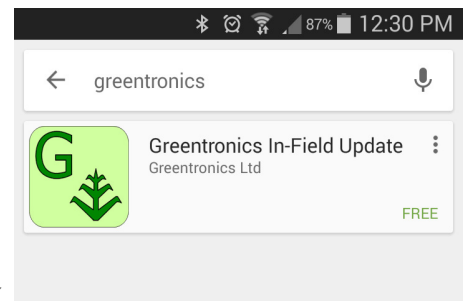 87% 12:30 PM
greentronics
G
Greentronics In-Field Update
Greentronics Ltd
FREE